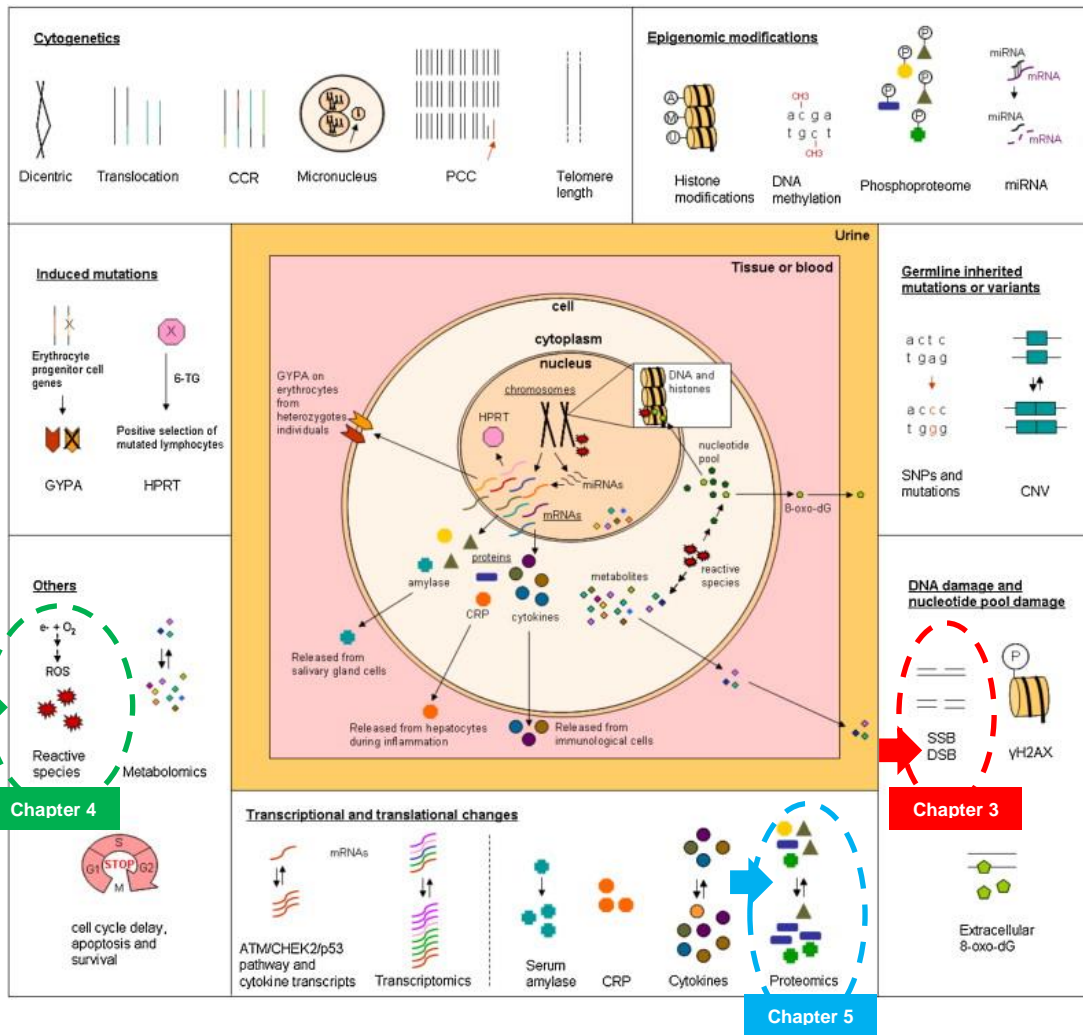 Cytogenetics
Dicentric
Translocation
CCR
Micronucleus
PCC
Telomere
length
Epigenomic modifications
A
M
U
Histone
modifications
CH3
a c g a
t g c t
CH3
DNA
methylation
P
P
P
P
P
Phosphoproteome
miRNA
mRNA
miRNA
mRNA
miRNA
Induced mutations
X
Erythrocyte
progenitor cell
genes
X
GYPA
X
6-TG
Positive selection of
mutated lymphocytes
HPRT
Urine
Tissue or blood
cell
cytoplasm
nucleus
chromosomes
DNA and
histones
GYPA on
erythrocytes
from
heterozygotes
individuals
HPRT
nucleotide
pool
miRNAs
mRNAs
8-oxo-dG
proteins
reactive
species
metabolites
amylase
CRP
cytokines
Released from
salivary gland cells
Released from hepatocytes
during inflammation
Released from
immunological cells
Germline inherited
mutations or variants
a c t c
t g a g
a c c c
t g g g
SNPs and
mutations
CNV
Others
e- + O2
ROS
Reactive
species
Metabolomics
Chapter 4
S
G1
STOP
G2
M
cell cycle delay,
apoptosis and
survival
DNA damage and
nucleotide pool damage
P
SSB
DSB
γH2AX
Chapter 3
Extracellular
8-oxo-dG
Transcriptional and translational changes
mRNAs
ATM/CHEK2/p53
pathway and
cytokine transcripts
Transcriptomics
Serum
amylase
CRP
Cytokines
Proteomics
Chapter 5